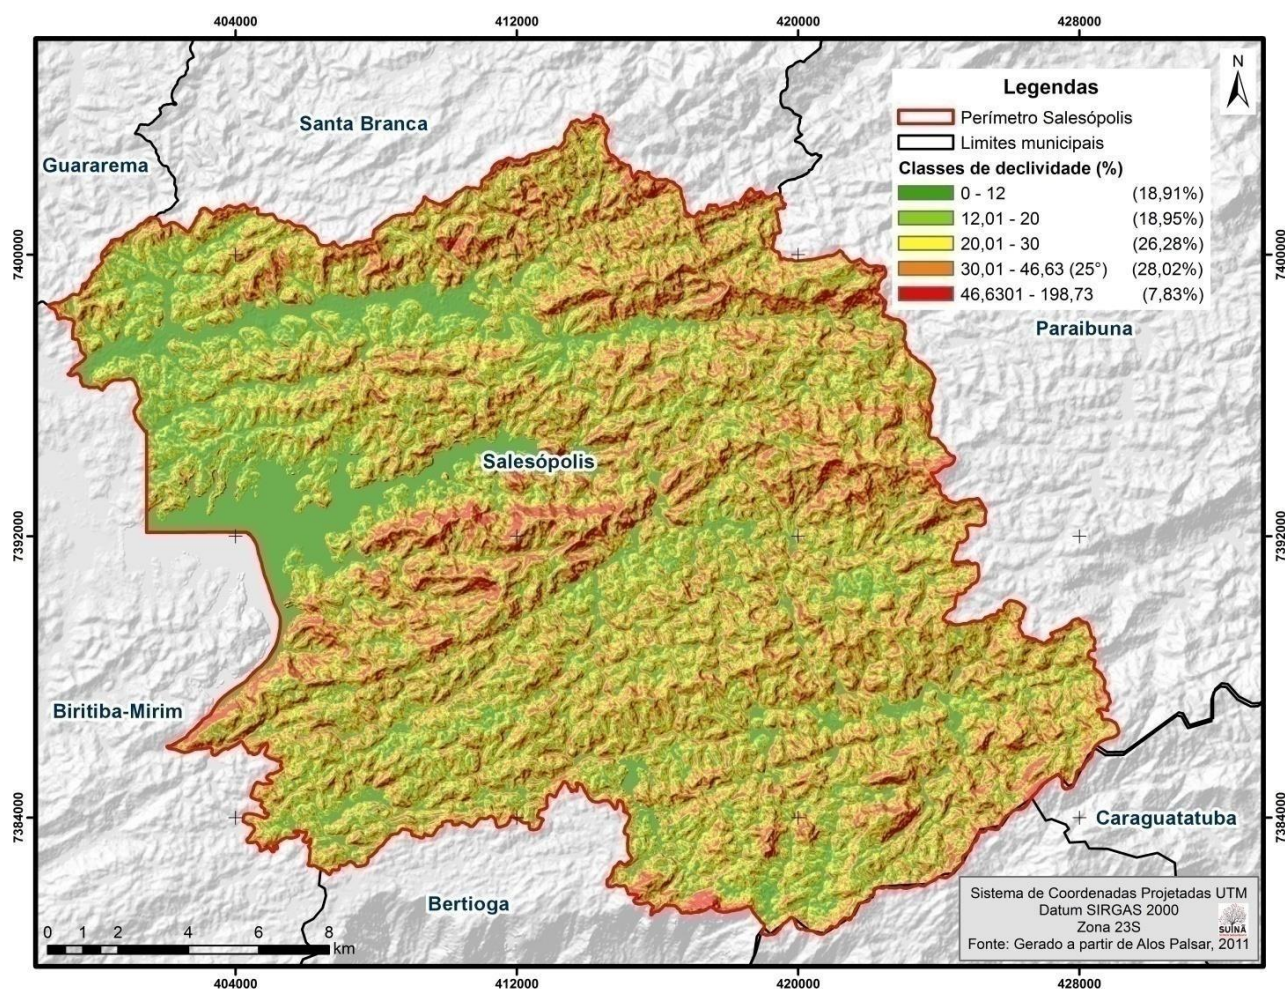 404000
412000
420000
428000
N
Legendas
Perímetro Salesópolis
Limites municipais
Classes de declividade (%)
0 - 12 (18,91%)
12,01 - 20 (18,95%)
20,01 - 30 (26,28%)
30,01 - 46,63 (25°) (28,02%)
46,6301 - 198,73 (7,83%)
Santa Branca
Guararema
7400000
7400000
Paraibuna
Salesópolis
7392000
7392000
Biritiba-Mirim
7384000
7384000
Caraguatatuba
Bertioga
Sistema de Coordenadas Projetadas UTM
Datum SIRGAS 2000
Zona 23S
SUINÃ
Fonte: Gerado a partir de Alos Palsar, 2011
0 1 2 4 6 8
km
404000
412000
420000
428000